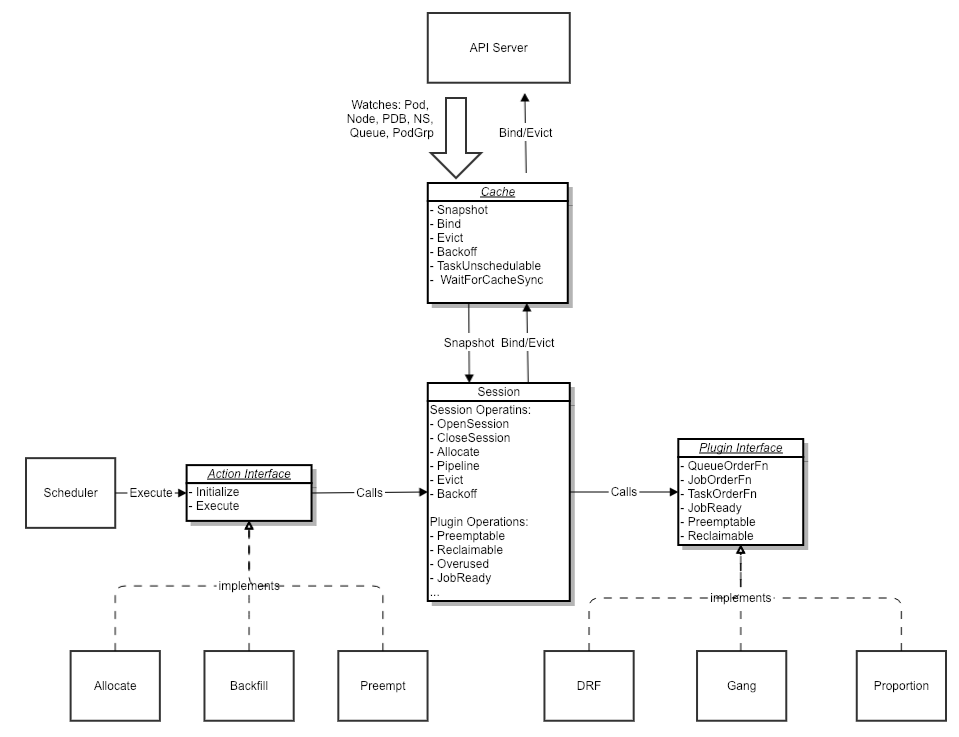 API Server
Watches: Pod,
Node, PDB, NS,
Queue, PodGrp
Bind/Evict
Cache
- Snapshot
- Bind
- Evict
- Backoff
- TaskUnschedulable
- WaitForCacheSync
Snapshot
Bind/Evict
Session
Session Operatins:
- OpenSession
- CloseSession
- Allocate
- Pipeline
- Evict
- Backoff
Plugin Operations:
- Preemptable
- Reclaimable
- Overused
- JobReady
...
Scheduler
Execute
Action Interface
- Initialize
- Execute
Calls
Calls
Plugin Interface
- QueueOrderFn
- JobOrderFn
- TaskOrderFn
- JobReady
- Preemptable
- Reclaimable
implements
implements
Allocate
Backfill
Preempt
DRF
Gang
Proportion